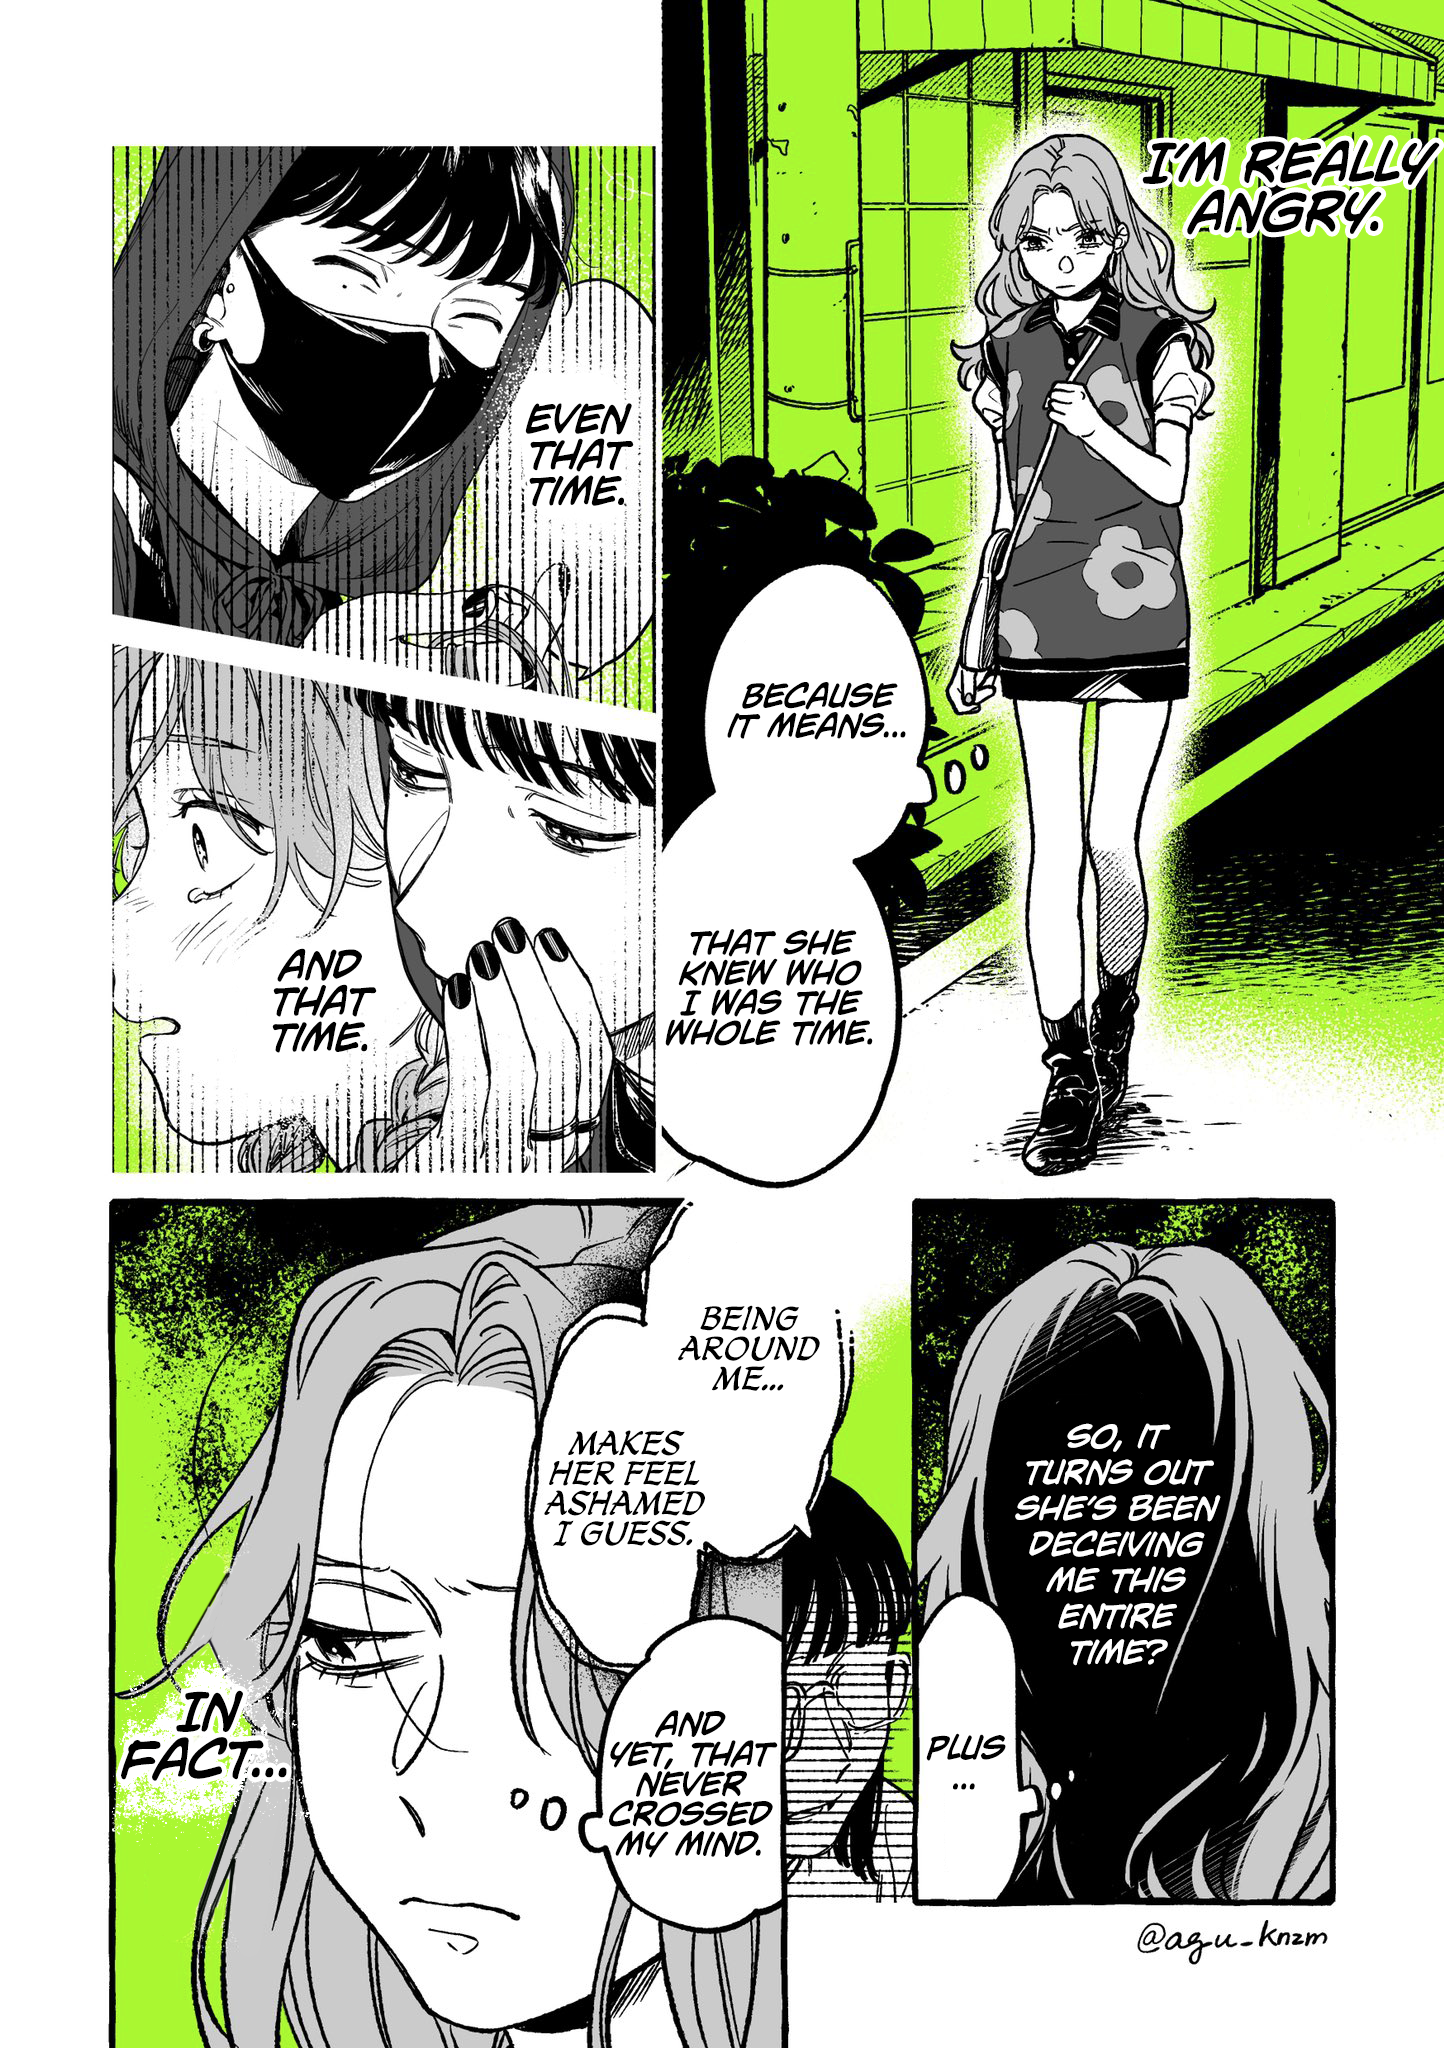 I'M REALLY
ANGRY.
BECAUSE
IT MEANS...
THAT SHE
KNEW WHO
I WAS THE
WHOLE TIME.
EVEN
THAT
TIME.
AND
THAT
TIME.
SO, IT
TURNS OUT
SHE'S BEEN
DECEIVING
ME THIS
ENTIRE
TIME?
PLUS
...
BEING
AROUND
ME...
MAKES
HER FEEL
ASHAMED
I GUESS.
AND
YET, THAT
NEVER
CROSSED
MY MIND.
IN
FACT...
@agu_knzm